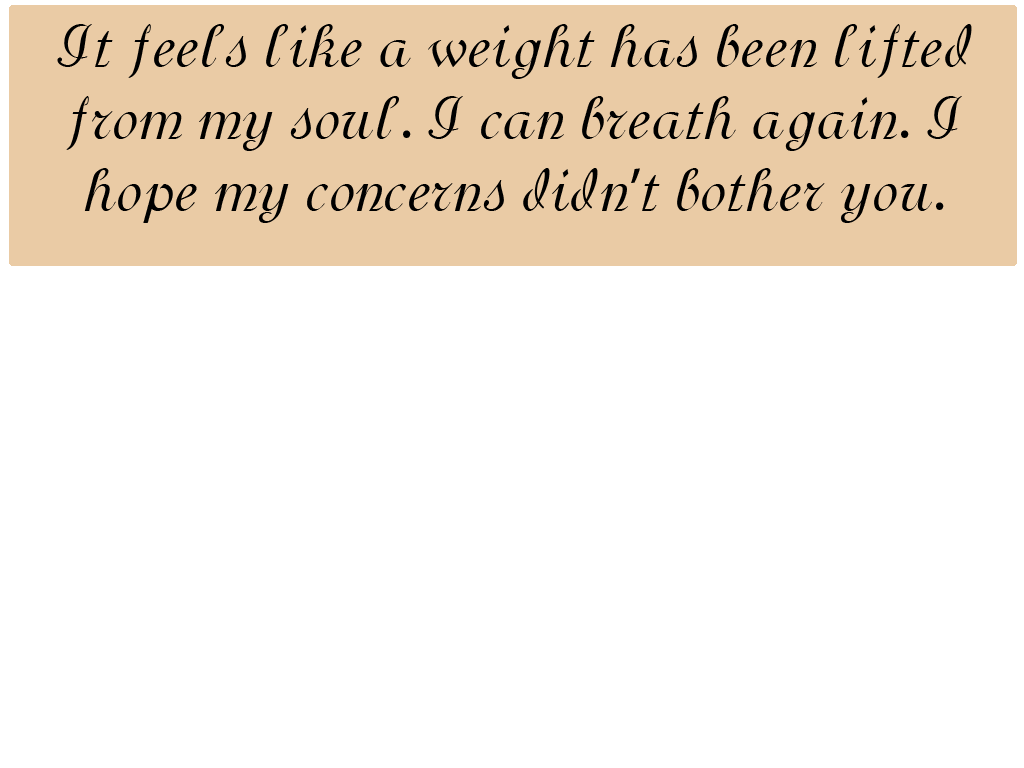 It feels like a weight has been lifted
from my soul. I can breath again. I
hope my concerns didn't bother you.